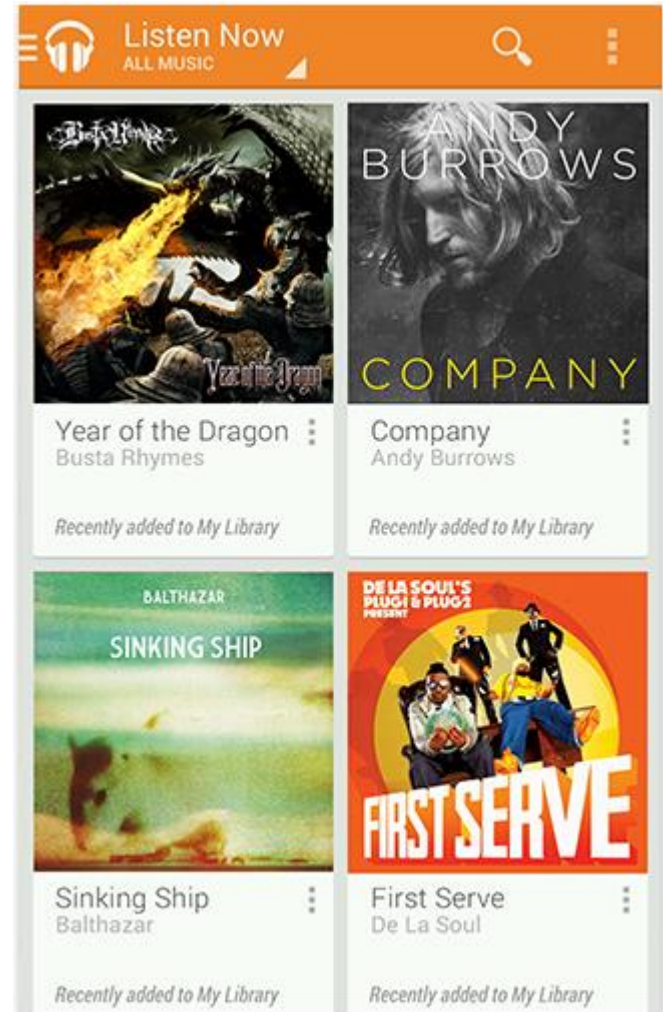 Listen Now
ALL MUSIC
Busta Rhymes
Year of the Dragon
ANDY
BURROWS
COMPANY
Year of the Dragon
Busta Rhymes
Recently added to My Library
Company
Andy Burrows
Recently added to My Library
BALTHAZAR
SINKING SHIP
DE LA SOUL'S
PLUG1 & PLUG2
PRESENT
FIRST SERVE
Sinking Ship
Balthazar
Recently added to My Library
First Serve
De La Soul
Recently added to My Library